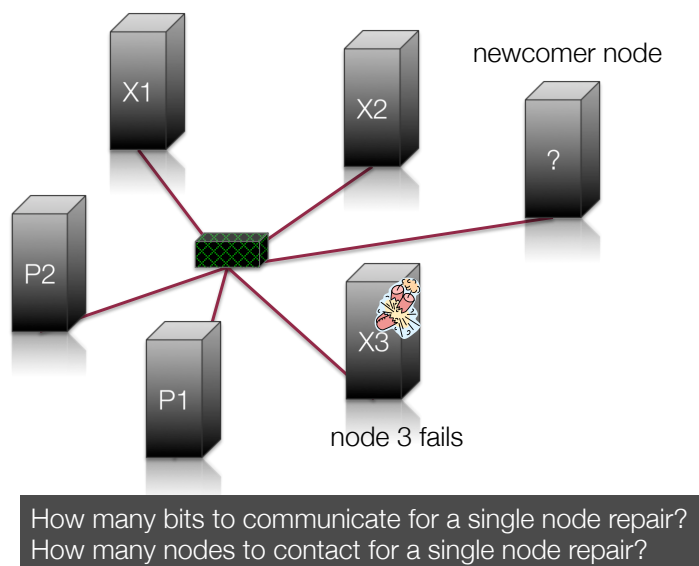 newcomer node
X1
X2
?
P2
X3
P1
node 3 fails
How many bits to communicate for a single node repair?
How many nodes to contact for a single node repair?